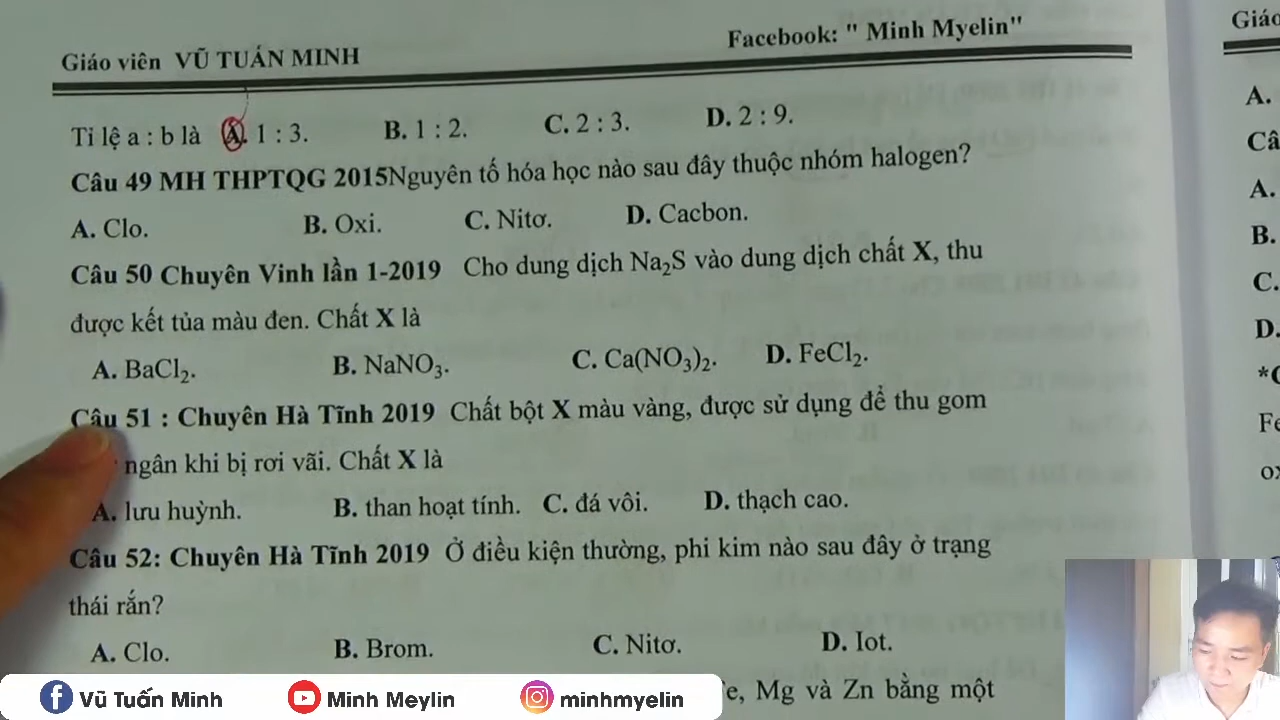 Giáo viên VŨ TUẤN MINH
Facebook: " Minh Myelin"
Tỉ lệ a : b là A. 1 : 3. B. 1 : 2. C. 2 : 3. D. 2 : 9.
Câu 49 MH THPTQG 2015Nguyên tố hóa học nào sau đây thuộc nhóm halogen?
A. Clo. B. Oxi. C. Nitơ. D. Cacbon.
Câu 50 Chuyên Vinh lần 1-2019 Cho dung dịch Na₂S vào dung dịch chất X, thu
được kết tủa màu đen. Chất X là
A. BaCl₂. B. NaNO₃. C. Ca(NO₃)₂. D. FeCl₂.
Câu 51 : Chuyên Hà Tĩnh 2019 Chất bột X màu vàng, được sử dụng để thu gom
ngân khi bị rơi vãi. Chất X là
A. lưu huỳnh. B. than hoạt tính. C. đá vôi. D. thạch cao.
Câu 52: Chuyên Hà Tĩnh 2019 Ở điều kiện thường, phi kim nào sau đây ở trạng
thái rắn?
A. Clo. B. Brom. C. Nitơ. D. Iot.
Mg và Zn bằng một
Giáo
A.
Câ
A.
B.
C.
D.
Vũ Tuấn Minh
Minh Meylin
minhmyelin